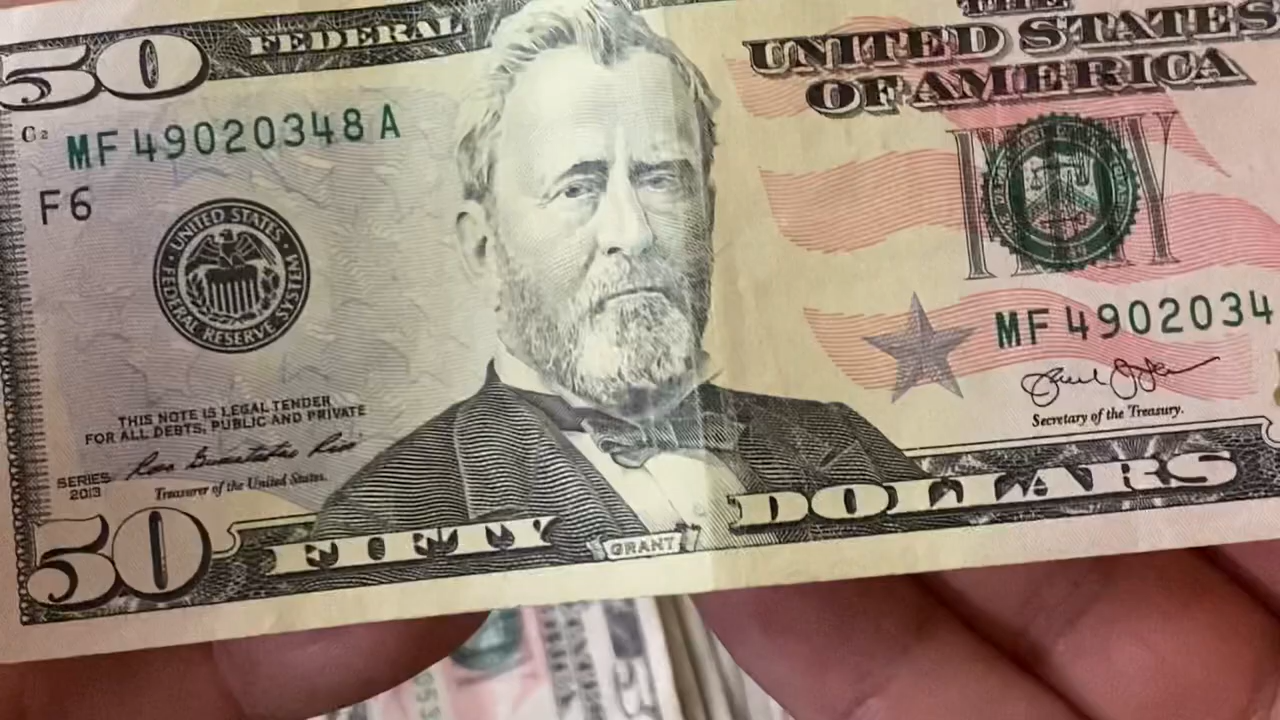 50 FEDERAL
THE
UNITED STATES
OF AMERICA
C2
MF 49020348 A
F6
UNITED STATES FEDERAL RESERVE SYSTEM
MF 4902034
Secretary of the Treasury.
THIS NOTE IS LEGAL TENDER
FOR ALL DEBTS, PUBLIC AND PRIVATE
SERIES
2013
Treasurer of the United States.
50 FIFTY GRANT DOLLARS